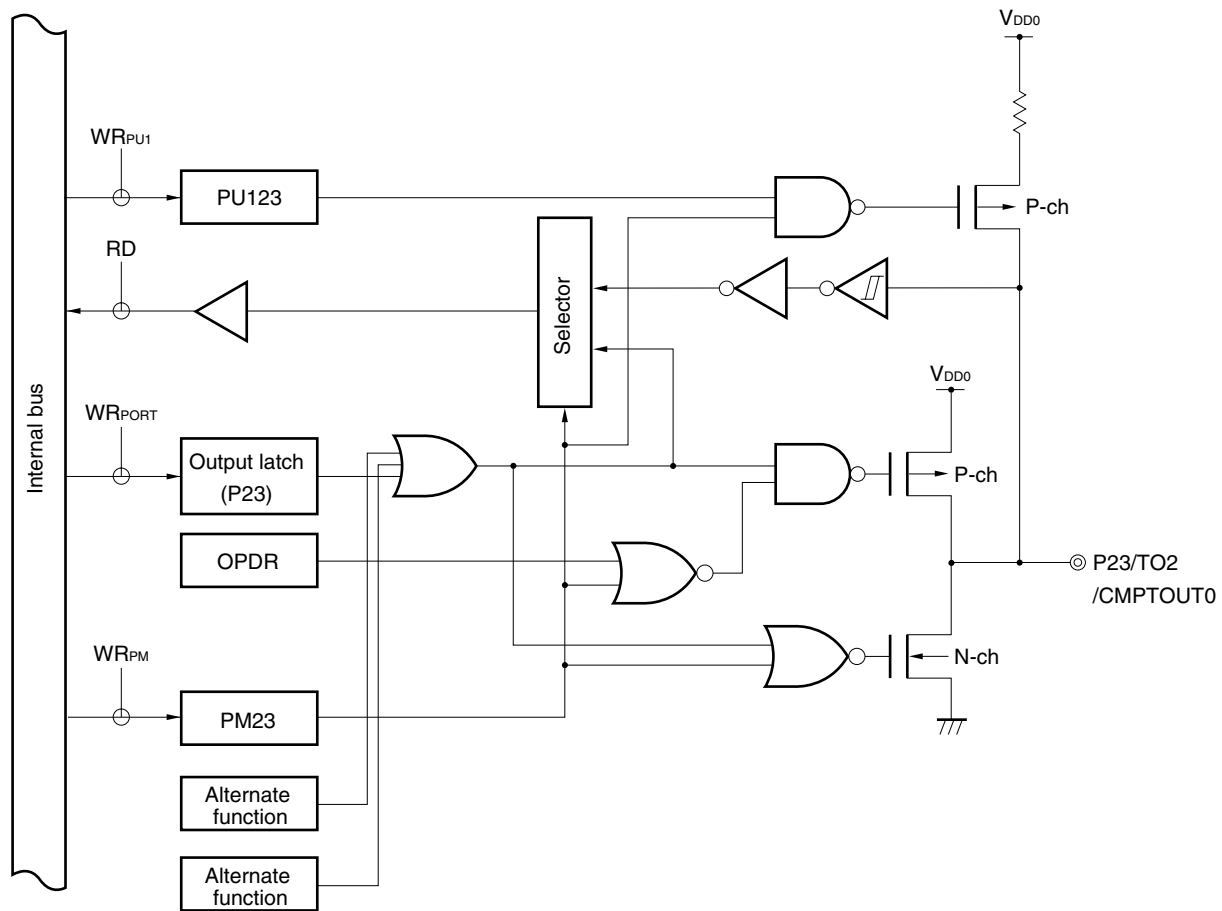 VDD0
WRPU1
PU123
P-ch
RD
Selector
Internal bus
VDD0
WRPORT
Output latch
(P23)
P-ch
OPDR
P23/TO2
/CMPTOUT0
WRPM
N-ch
PM23
Alternate
function
Alternate
function